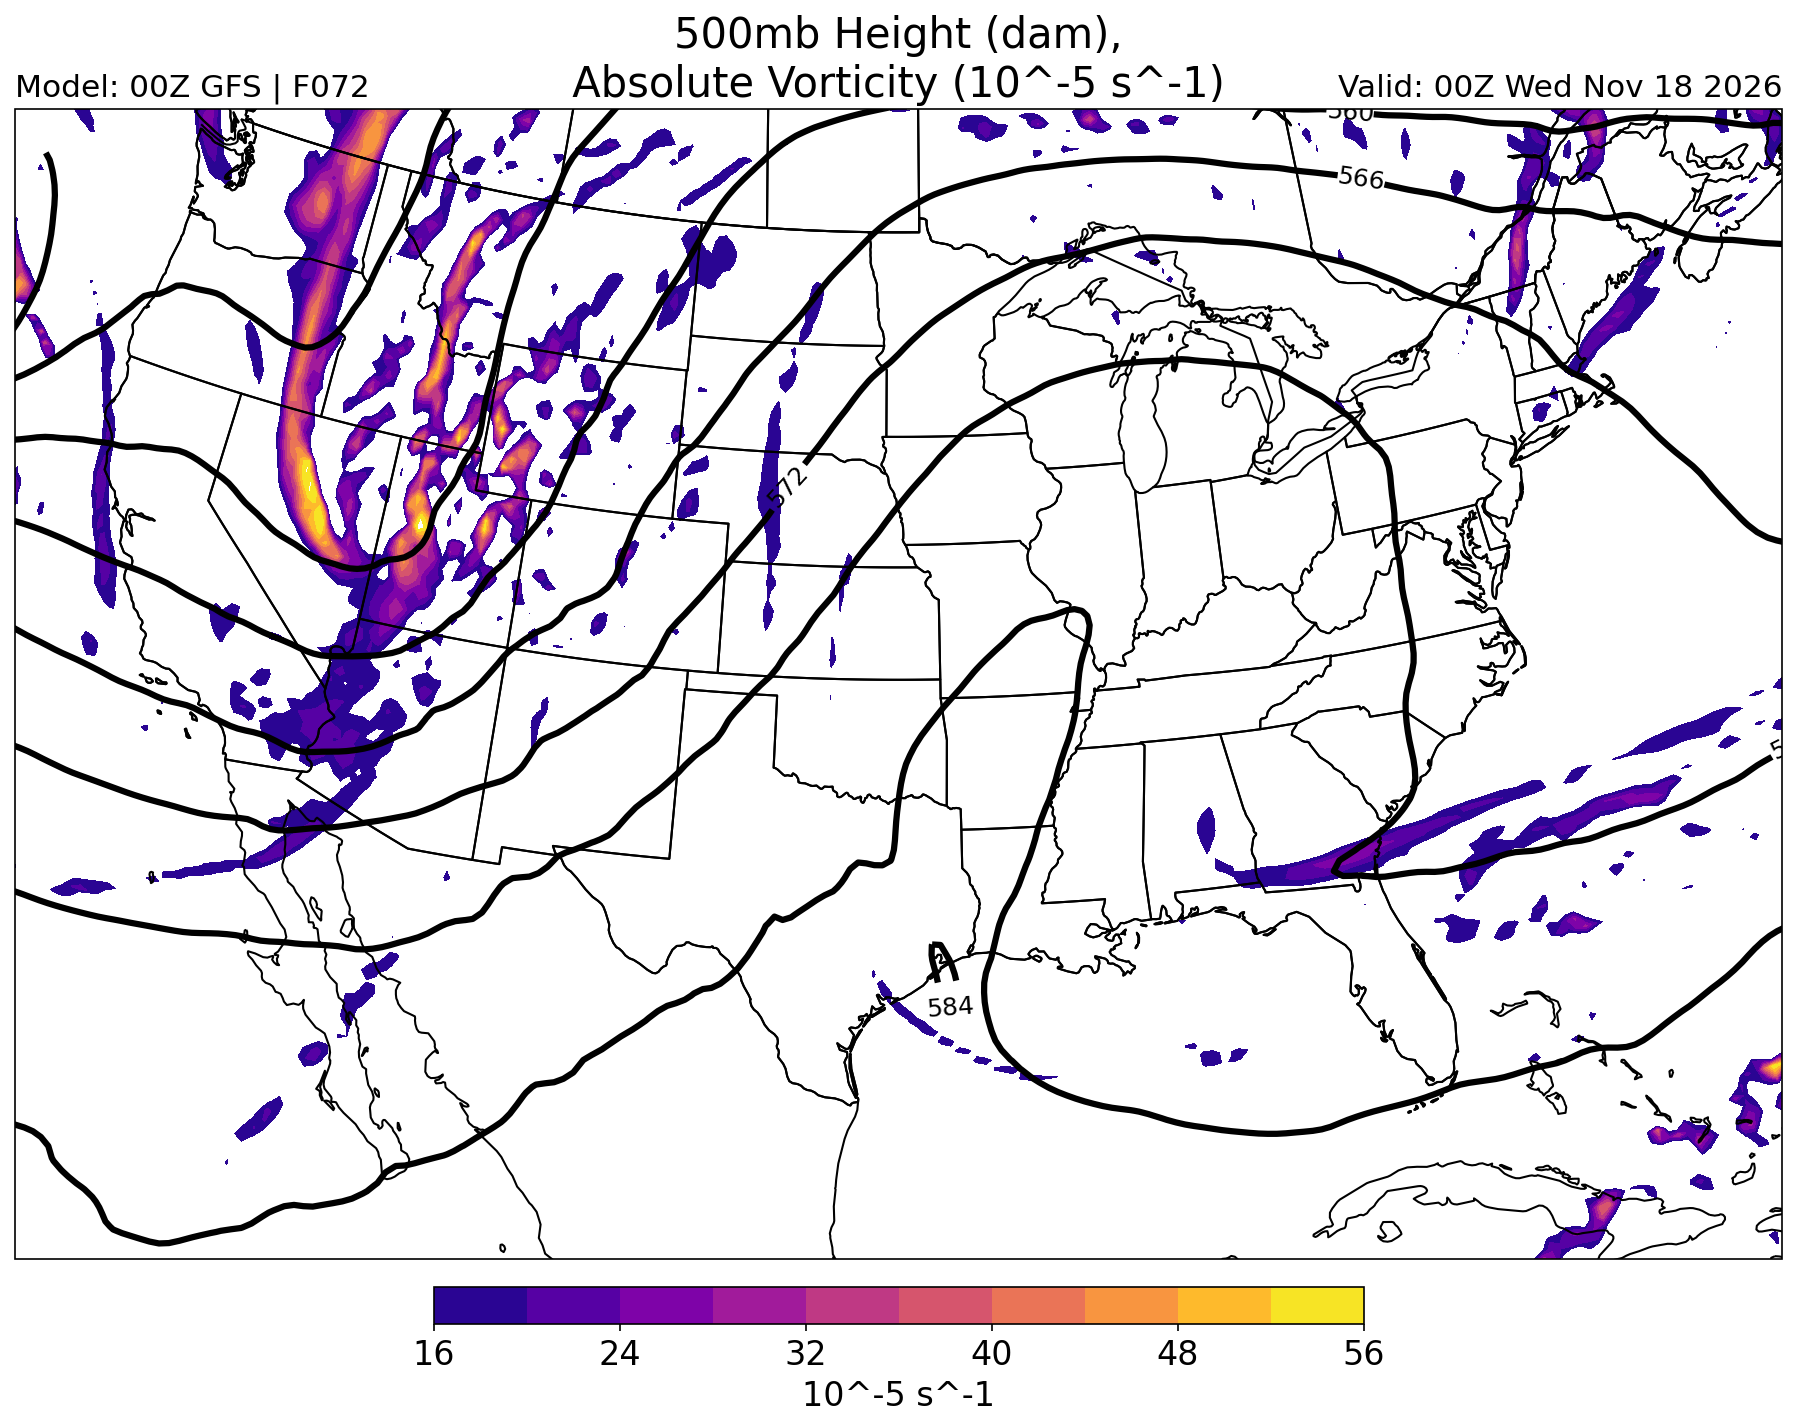 500mb Height (dam),
Absolute Vorticity (10^-5 s^-1)
Model: 00Z GFS | F072
Valid: 00Z Wed Nov 18 2026
560
566
572
584
16 24 32 40 48 56
10^-5 s^-1